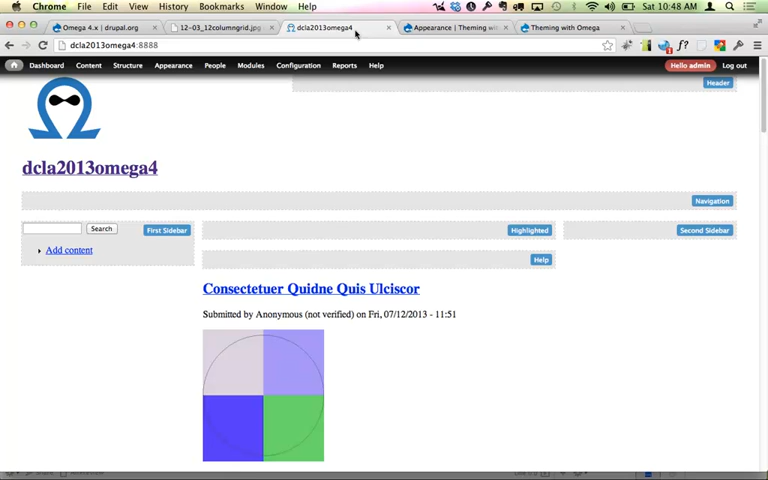 Chrome File Edit View History Bookmarks Window Help Sat 10:48 AM
Omega 4.x | drupal.org 12-03_12columngrid.jpg dcla2013omega4 Appearance | Theming wit Theming with Omega
dcla2013omega4:8888
Dashboard Content Structure Appearance People Modules Configuration Reports Help Hello admin Log out
Header
dcla2013omega4
Navigation
Search First Sidebar Highlighted Second Sidebar
Add content
Help
Consectetuer Quidne Quis Ulciscor
Submitted by Anonymous (not verified) on Fri, 07/12/2013 - 11:51